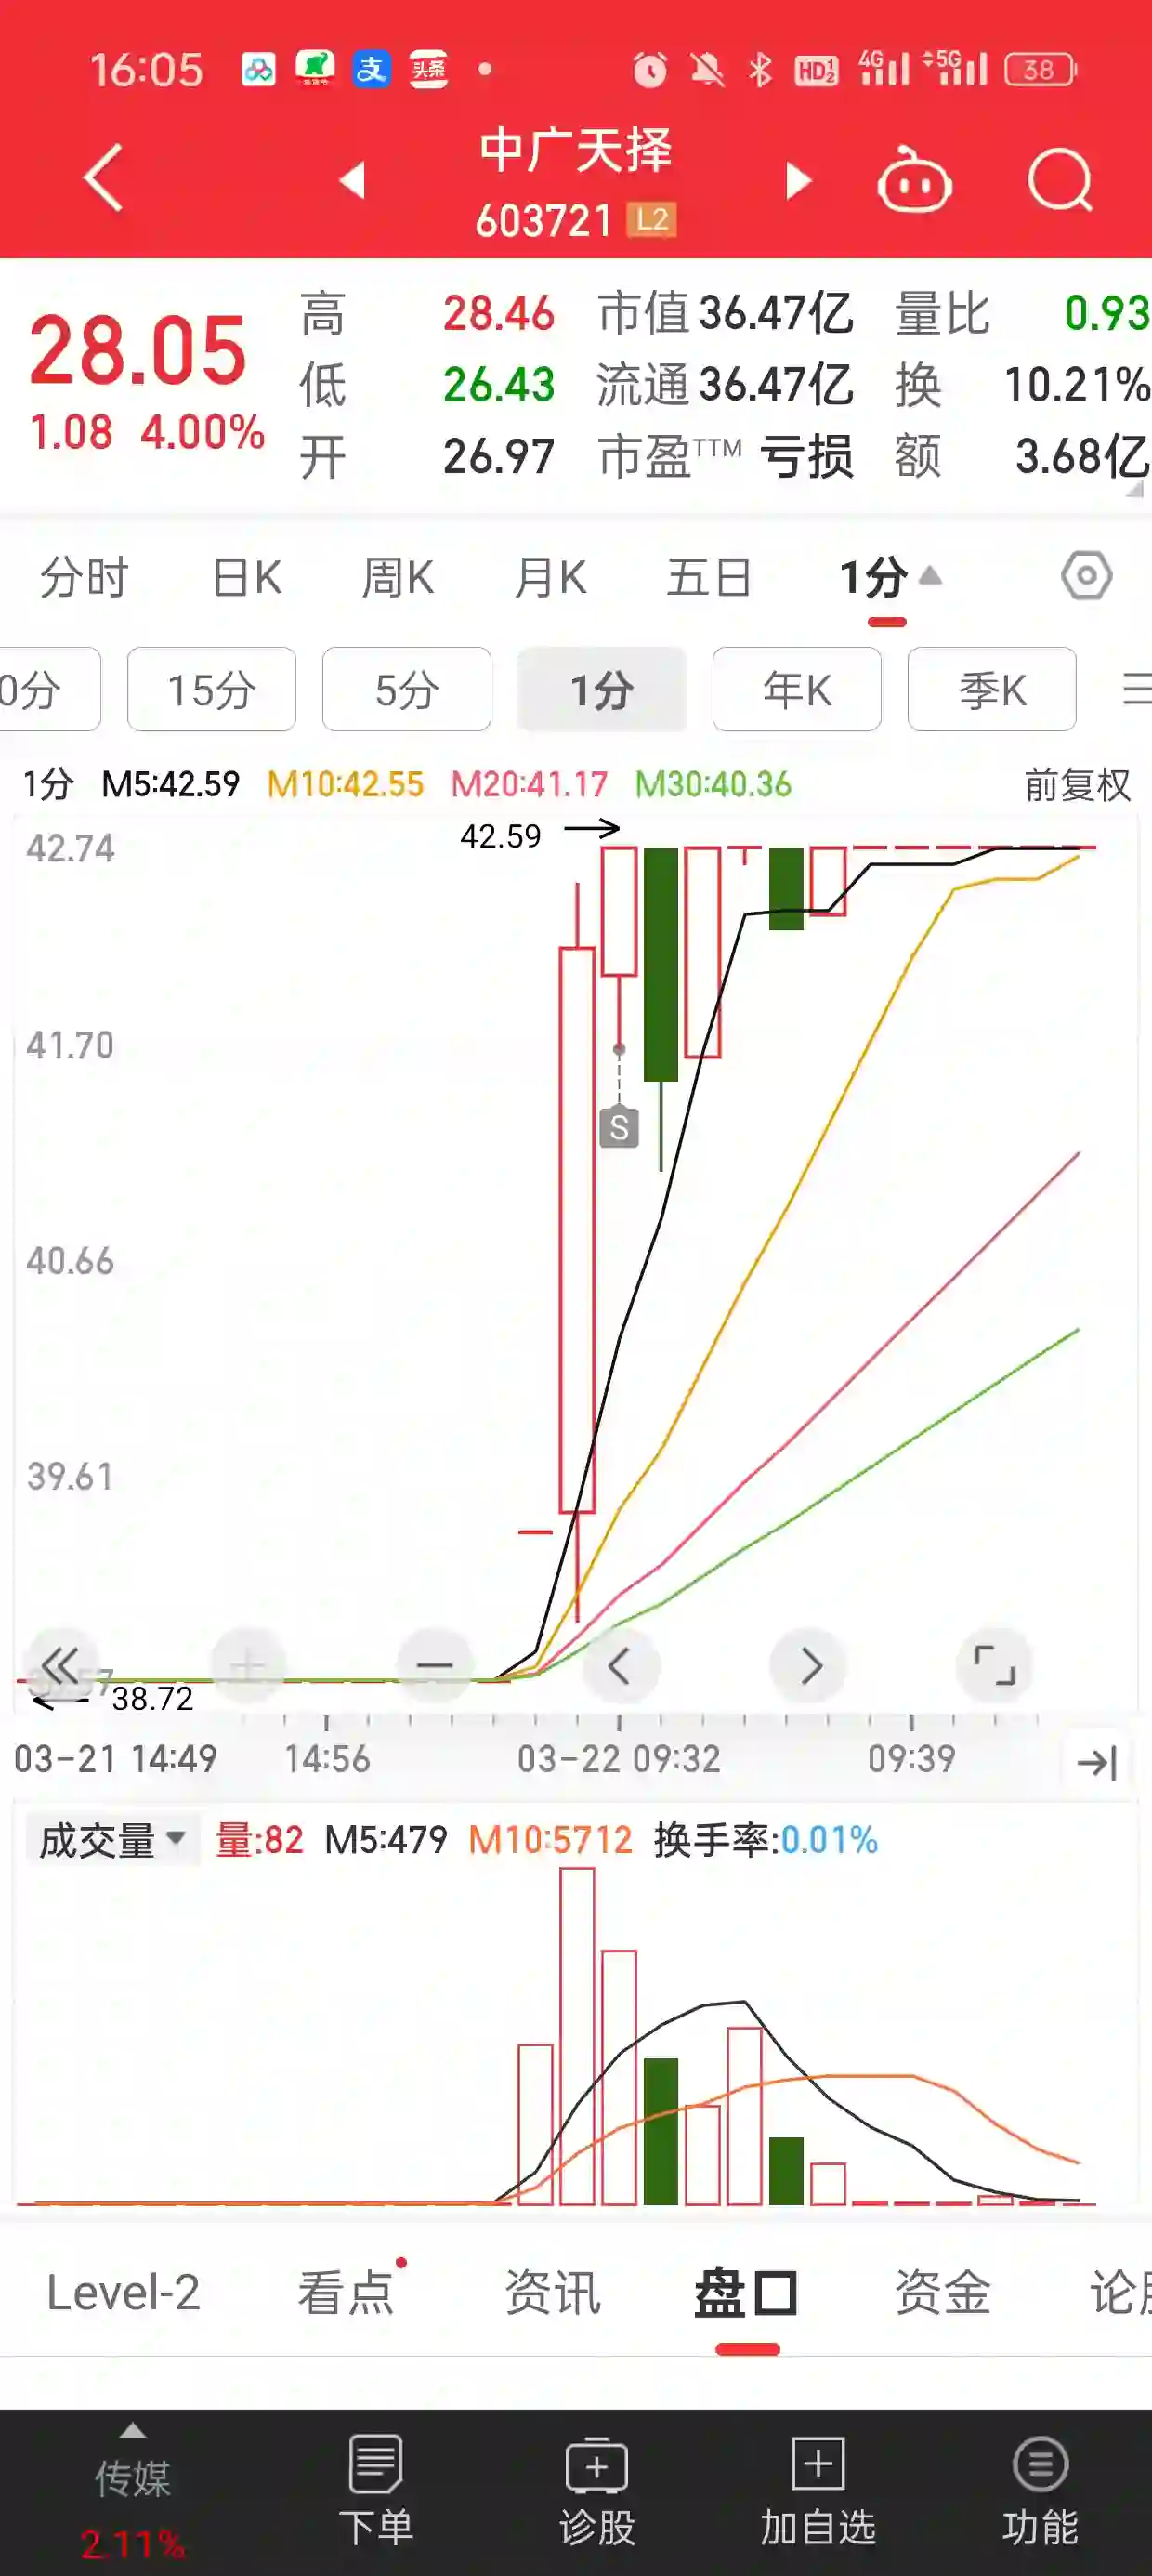 16:05 支 头条 HD 1 2 4G 5G 38
中广天择
603721 L2
28.05
1.08 4.00%
高 28.46 市值 36.47亿 量比 0.93
低 26.43 流通 36.47亿 换 10.21%
开 26.97 市盈TTM 亏损 额 3.68亿
分时 日K 周K 月K 五日 1分
0分 15分 5分 1分 年K 季K
1分 M5:42.59 M10:42.55 M20:41.17 M30:40.36 前复权
42.59
42.74
41.70
S
40.66
39.61
38.72
03-21 14:49 14:56 03-22 09:32 09:39
成交量 量:82 M5:479 M10:5712 换手率:0.01%
Level-2 看点 资讯 盘口 资金 论
传媒 下单 诊股 加自选 功能
2.11%